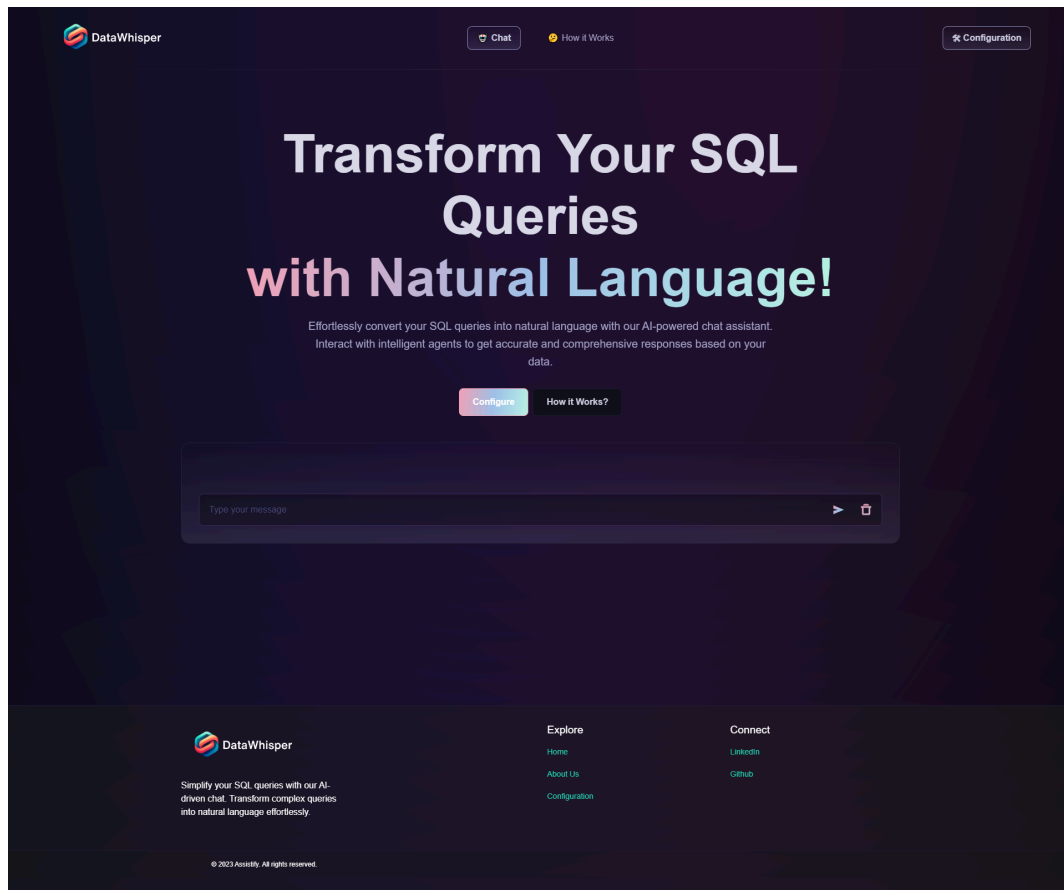 DataWhisper
Chat
How it Works
Configuration
Transform Your SQL
Queries
with Natural Language!
Effortlessly convert your SQL queries into natural language with our AI-powered chat assistant.
Interact with intelligent agents to get accurate and comprehensive responses based on your
data.
Configure
How it Works?
Type your message
DataWhisper
Simplify your SQL queries with our AI-
driven chat. Transform complex queries
into natural language effortlessly.
Explore
Home
About Us
Configuration
Connect
LinkedIn
Github
© 2023 Assistify. All rights reserved.